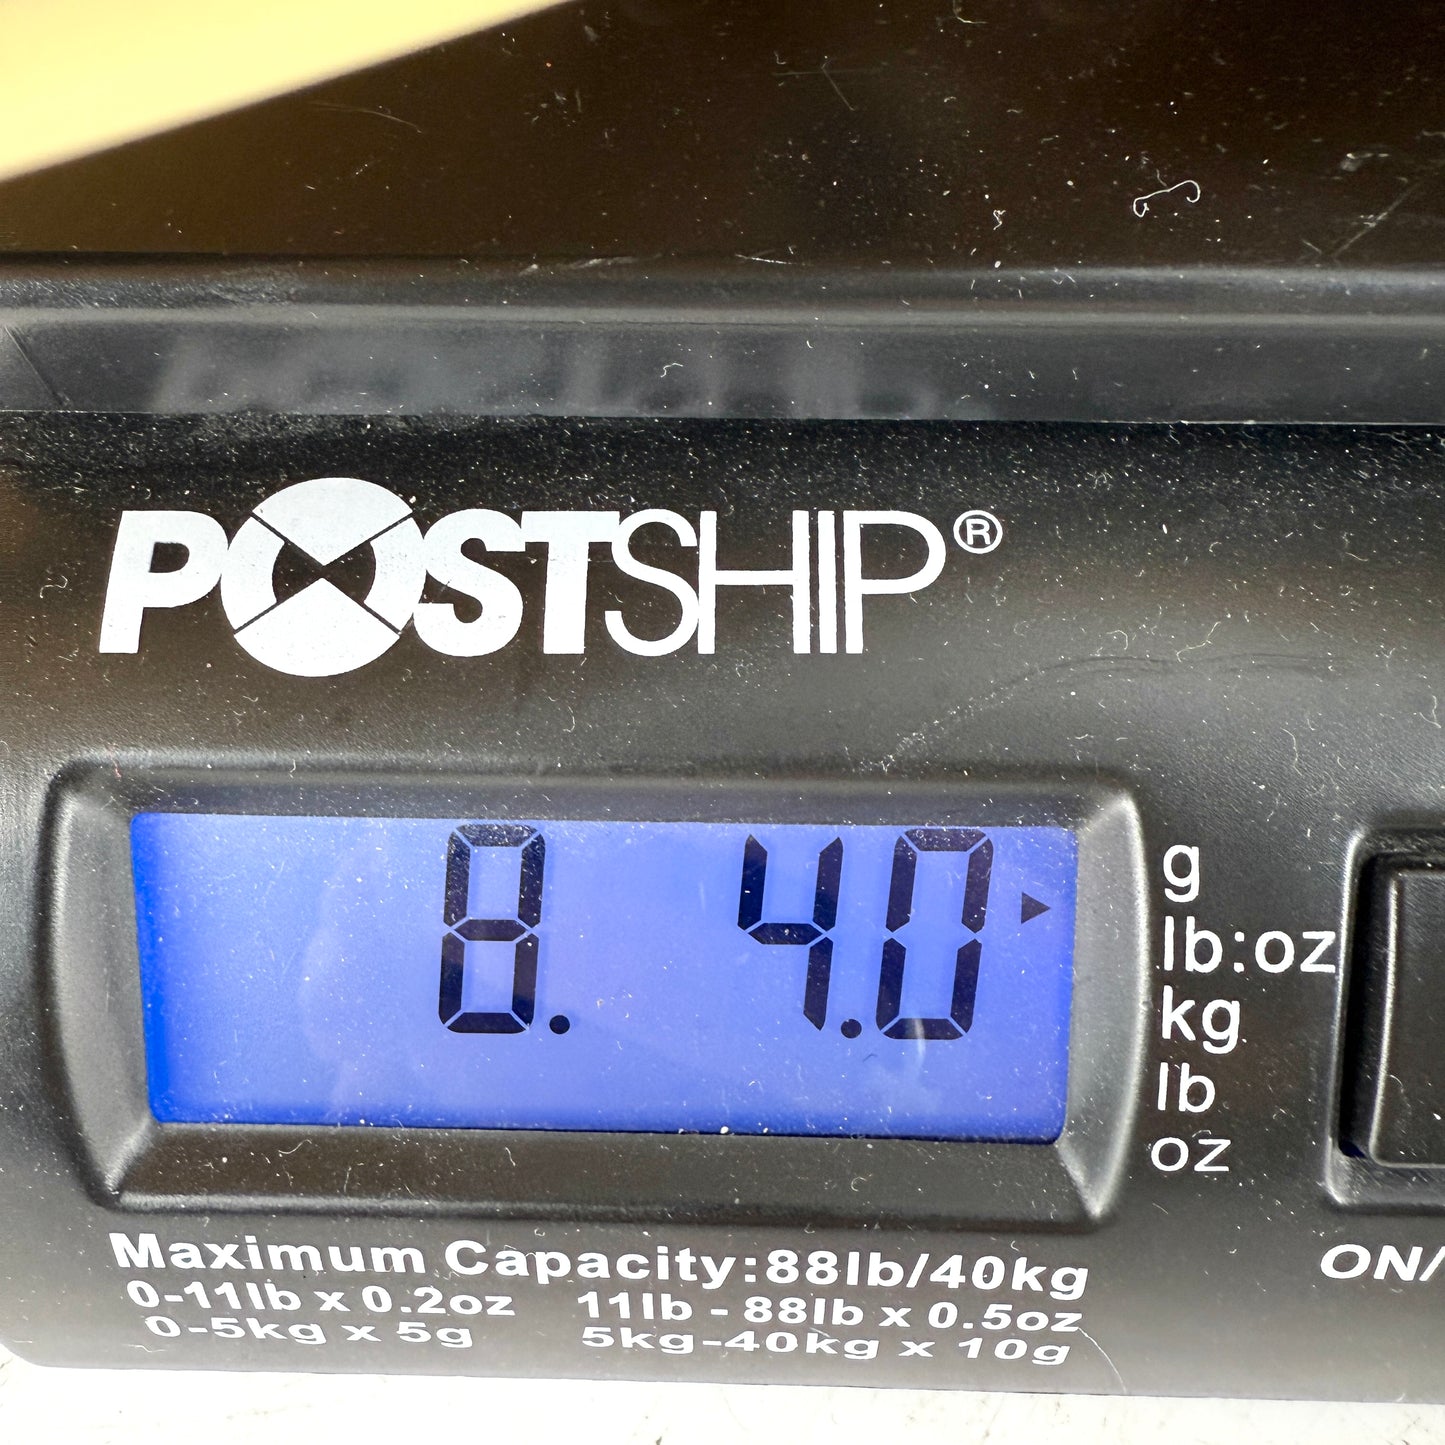 POSTSHIP®
8. 4.0
g
lb:oz
kg
lb
oz
Maximum Capacity:88lb/40kg
0-11lb x 0.2oz 11lb - 88lb x 0.5oz
0-5kg x 5g 5kg-40kg x 10g
ON/